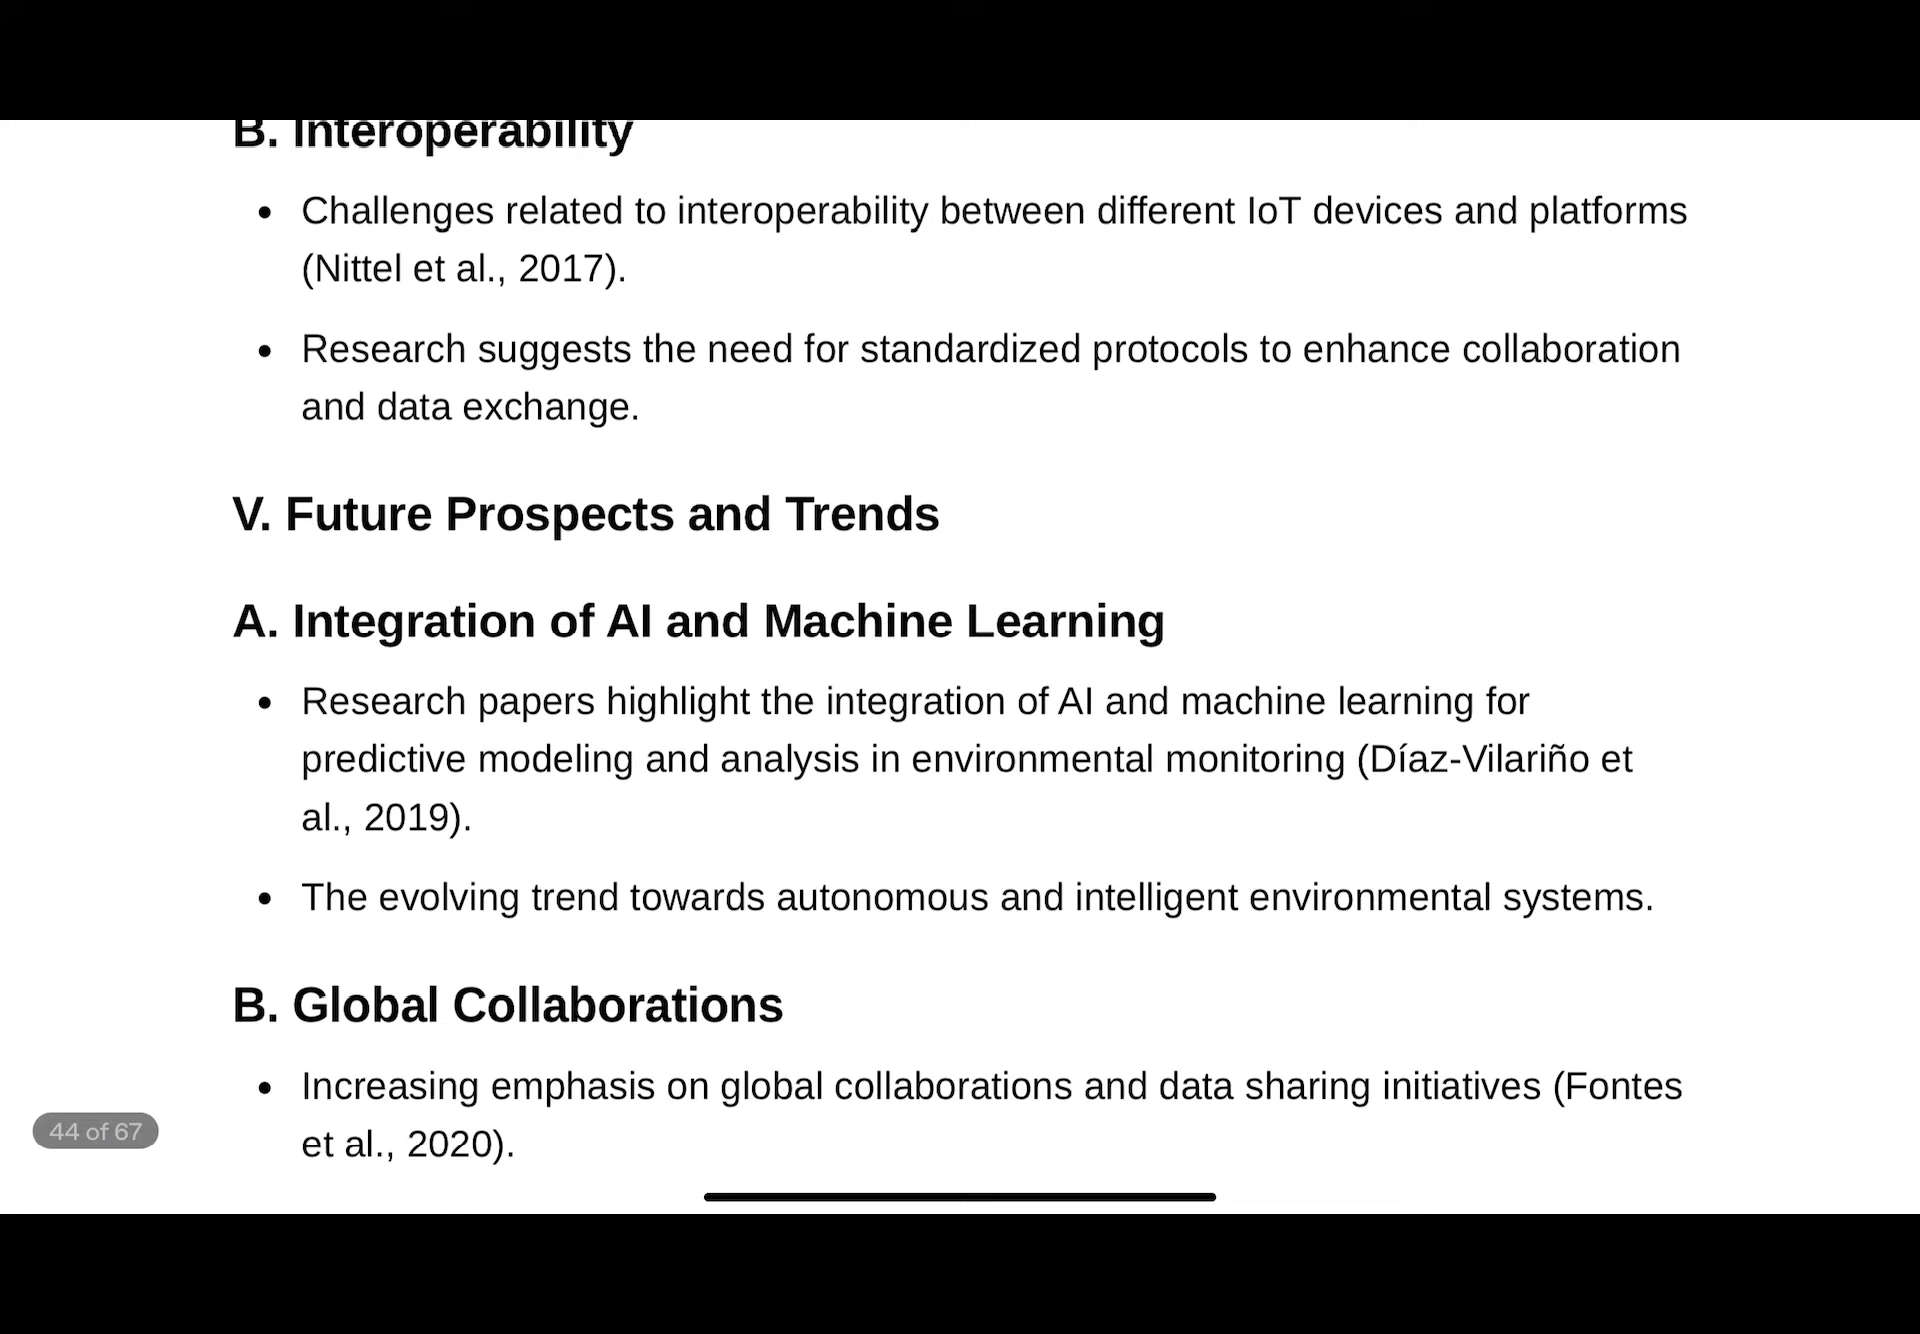 B. Interoperability
• Challenges related to interoperability between different IoT devices and platforms
(Nittel et al., 2017).
• Research suggests the need for standardized protocols to enhance collaboration
and data exchange.
V. Future Prospects and Trends
A. Integration of AI and Machine Learning
• Research papers highlight the integration of AI and machine learning for
predictive modeling and analysis in environmental monitoring (Díaz-Vilariño et
al., 2019).
• The evolving trend towards autonomous and intelligent environmental systems.
B. Global Collaborations
• Increasing emphasis on global collaborations and data sharing initiatives (Fontes
et al., 2020).
44 of 67